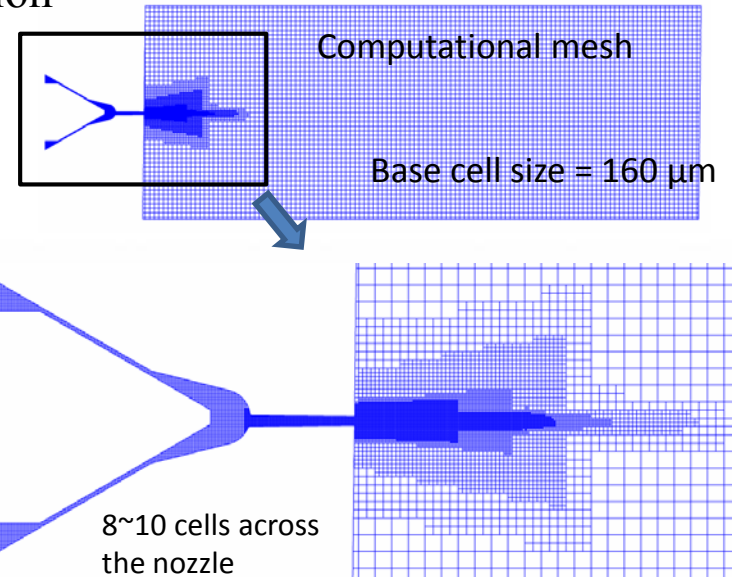 Computational mesh
Base cell size = 160 µm
8~10 cells across
the nozzle